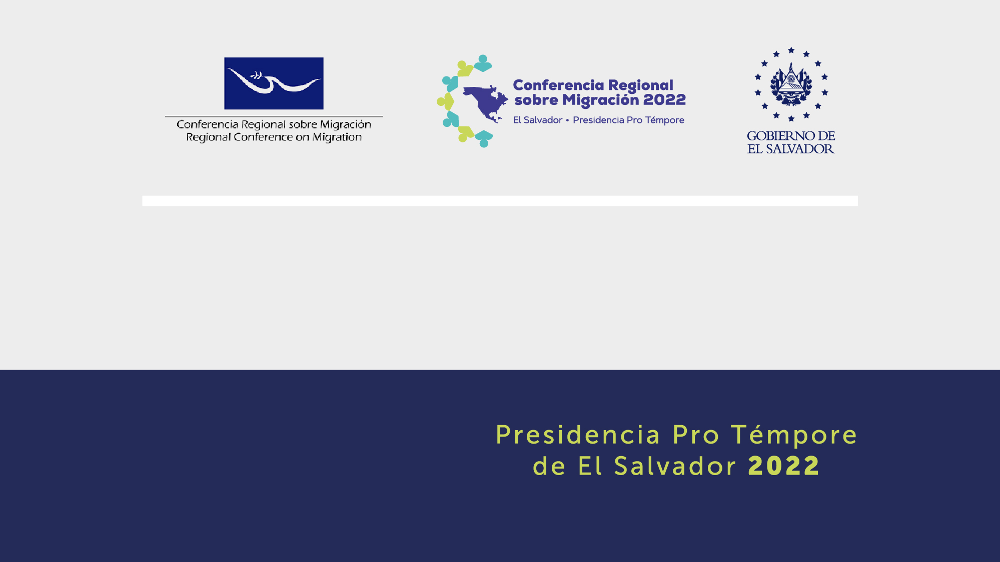 Conferencia Regional sobre Migración
Regional Conference on Migration
Conferencia Regional
sobre Migración 2022
El Salvador • Presidencia Pro Témpore
GOBIERNO DE
EL SALVADOR
Presidencia Pro Témpore
de El Salvador 2022